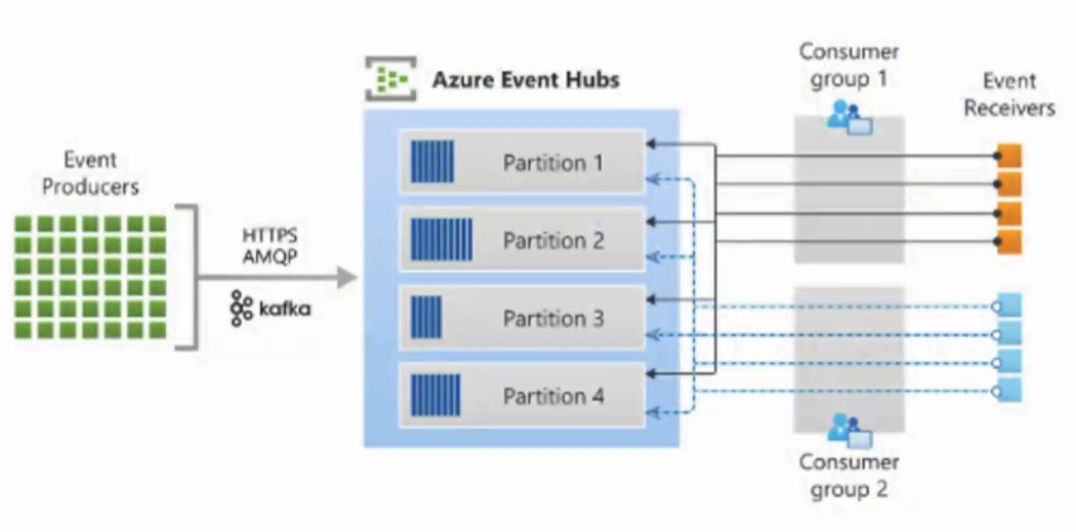 Azure Event Hubs
Event
Producers
HTTPS
AMQP
kafka
Partition 1
Partition 2
Partition 3
Partition 4
Consumer
group 1
Event
Receivers
Consumer
group 2